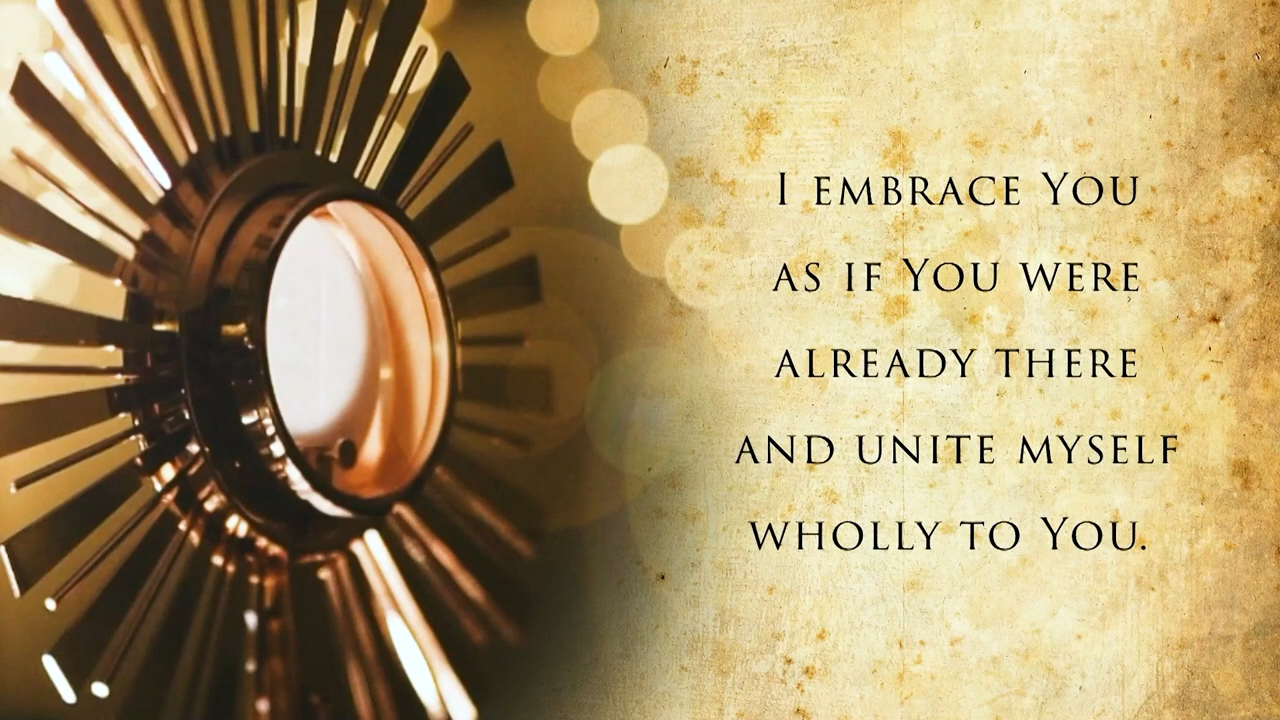 I EMBRACE YOU
AS IF YOU WERE
ALREADY THERE
AND UNITE MYSELF
WHOLLY TO YOU.